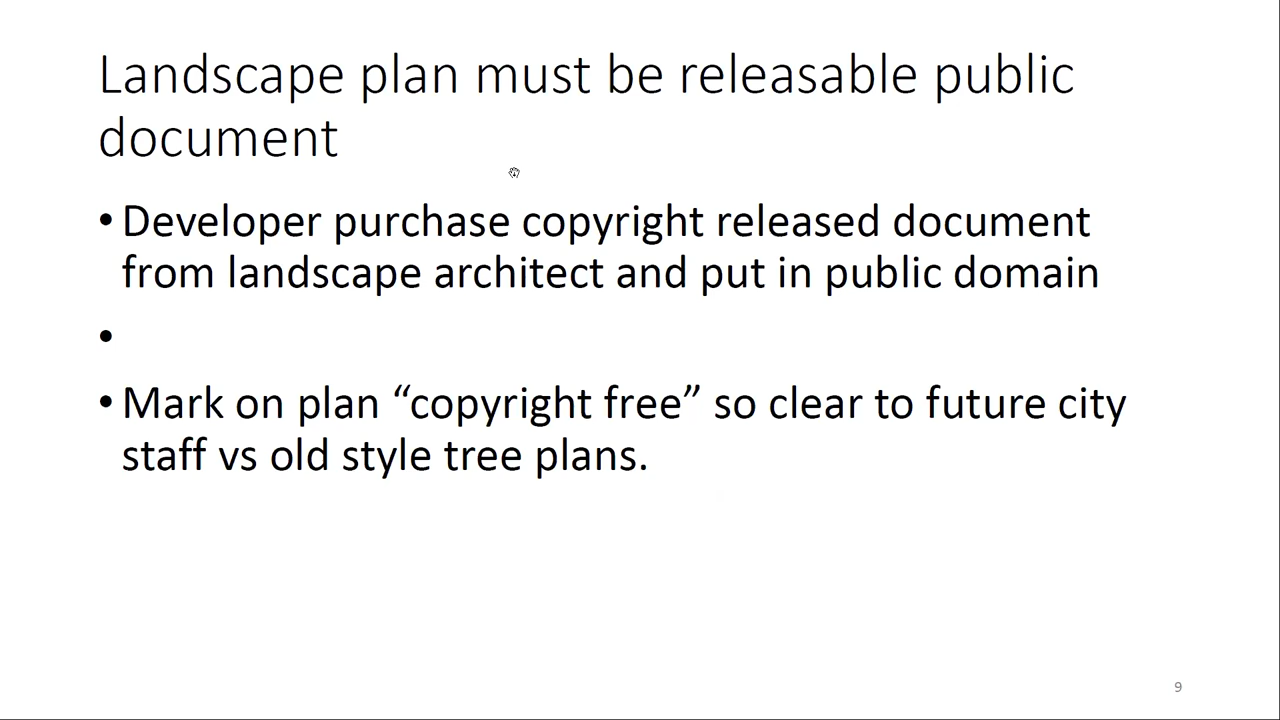 Landscape plan must be releasable public
document
• Developer purchase copyright released document
from landscape architect and put in public domain
•
• Mark on plan “copyright free” so clear to future city
staff vs old style tree plans.
9